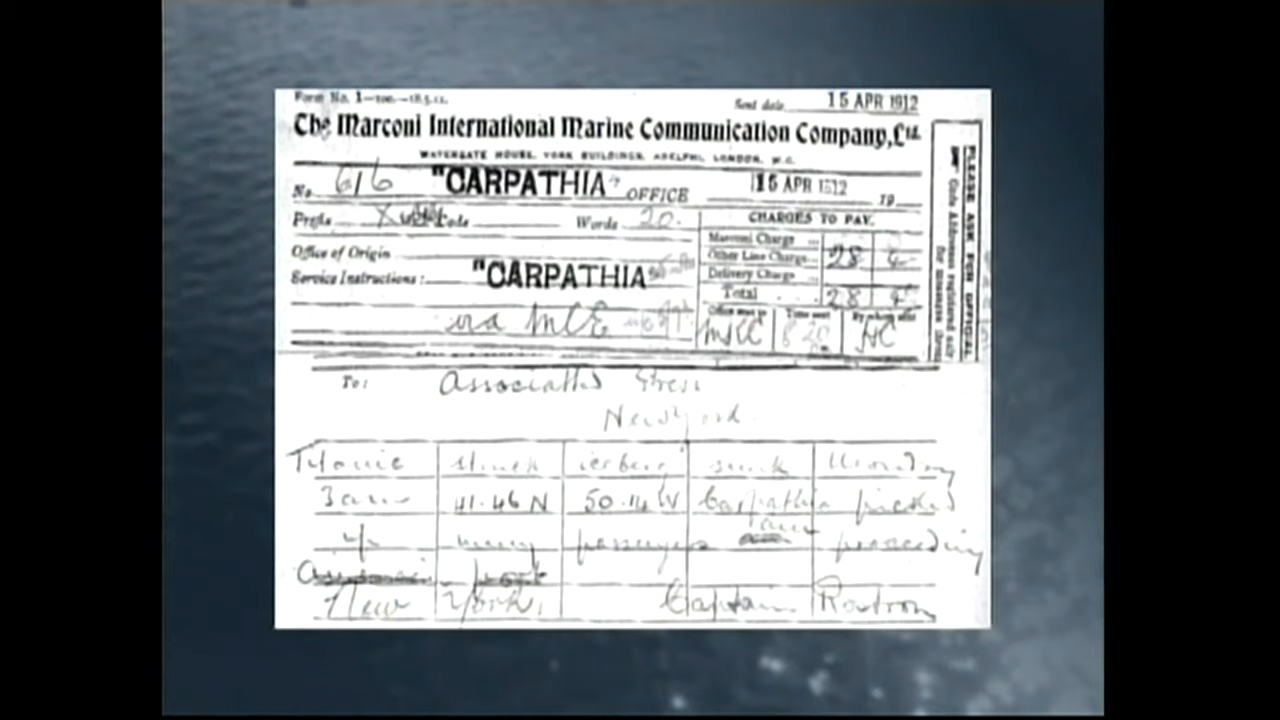 Form No. 1—100.—18.5.11.
Sent date 15 APR 1912
The Marconi International Marine Communication Company, Ltd.
WATERGATE HOUSE, YORK BUILDINGS, ADELPHI, LONDON, W.C.
No. 616 "CARPATHIA" OFFICE 15 APR 1912 19
Prefix Code Words 20.
CHARGES TO PAY.
Marconi Charge
Other Line Charge 28 4
Delivery Charge
Total 28 4
Office of Origin
Service Instructions: "CARPATHIA"
via MCE
Office sent to Time sent By whom sent
MCC 8 20 HC
PLEASE ASK FOR OFFICIAL
To: Associated Press
New York
Titanic struck iceberg sunk Monday
3am 41.46 N 50.14 W Carpathia picked
up many passengers am proceeding
New York. Captain Rostron